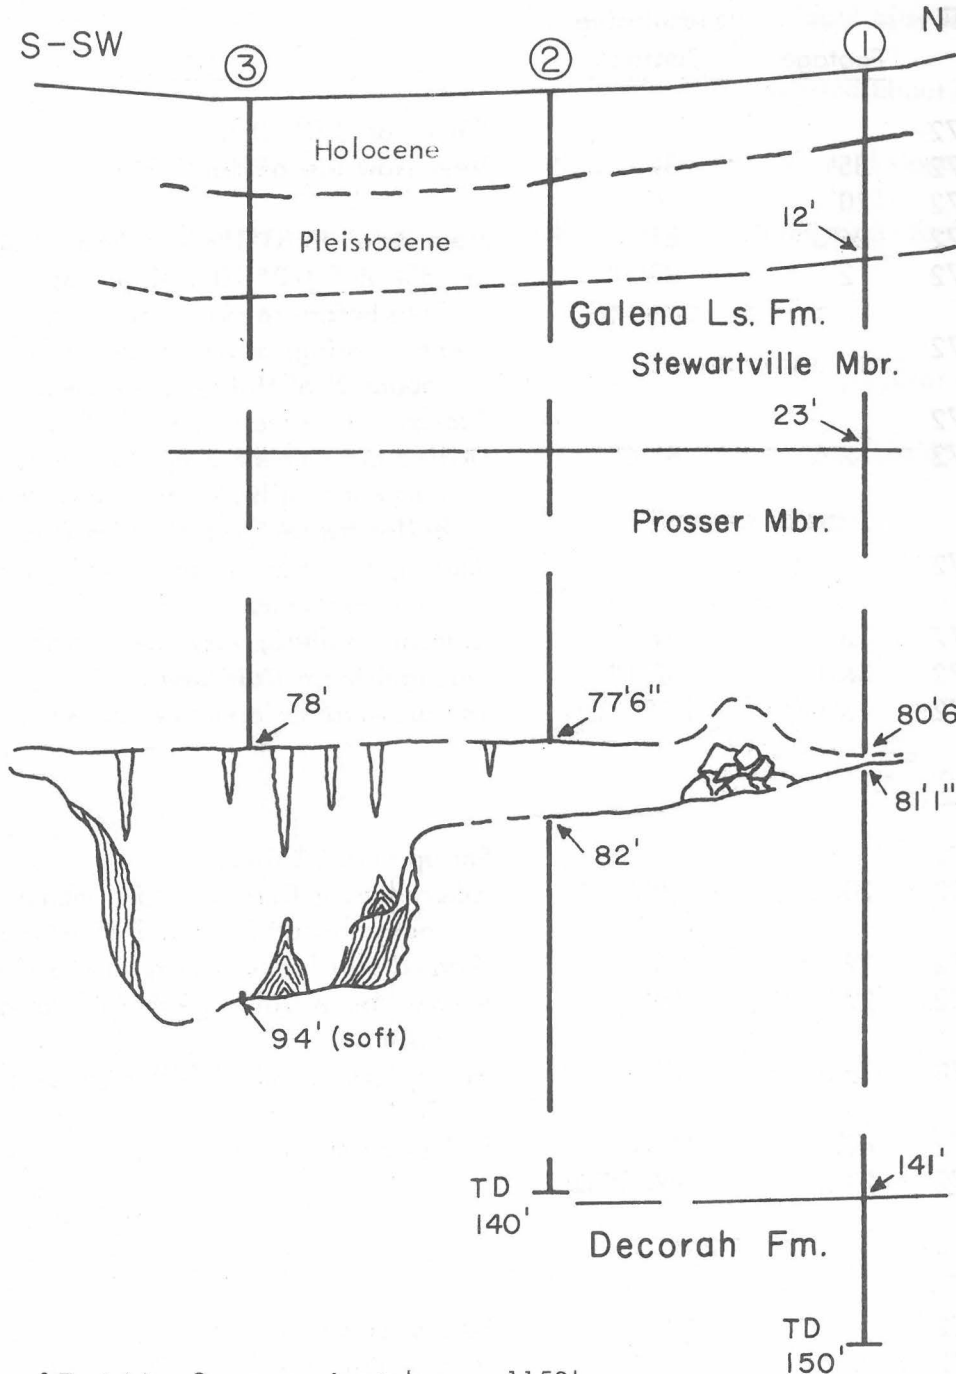 S-SW
N
3
2
1
Holocene
Pleistocene
12'
Galena Ls. Fm.
Stewartville Mbr.
23'
Prosser Mbr.
78'
77'6"
80'6
81'1"
82'
94' (soft)
141'
TD
140'
Decorah Fm.
TD
150'